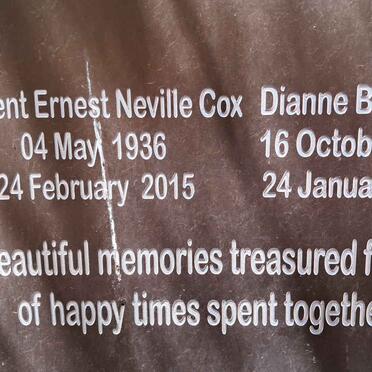 ent Ernest Neville Cox Dianne B
04 May 1936 16 Octob
24 February 2015 24 Janua
eautiful memories treasured f
of happy times spent togethe